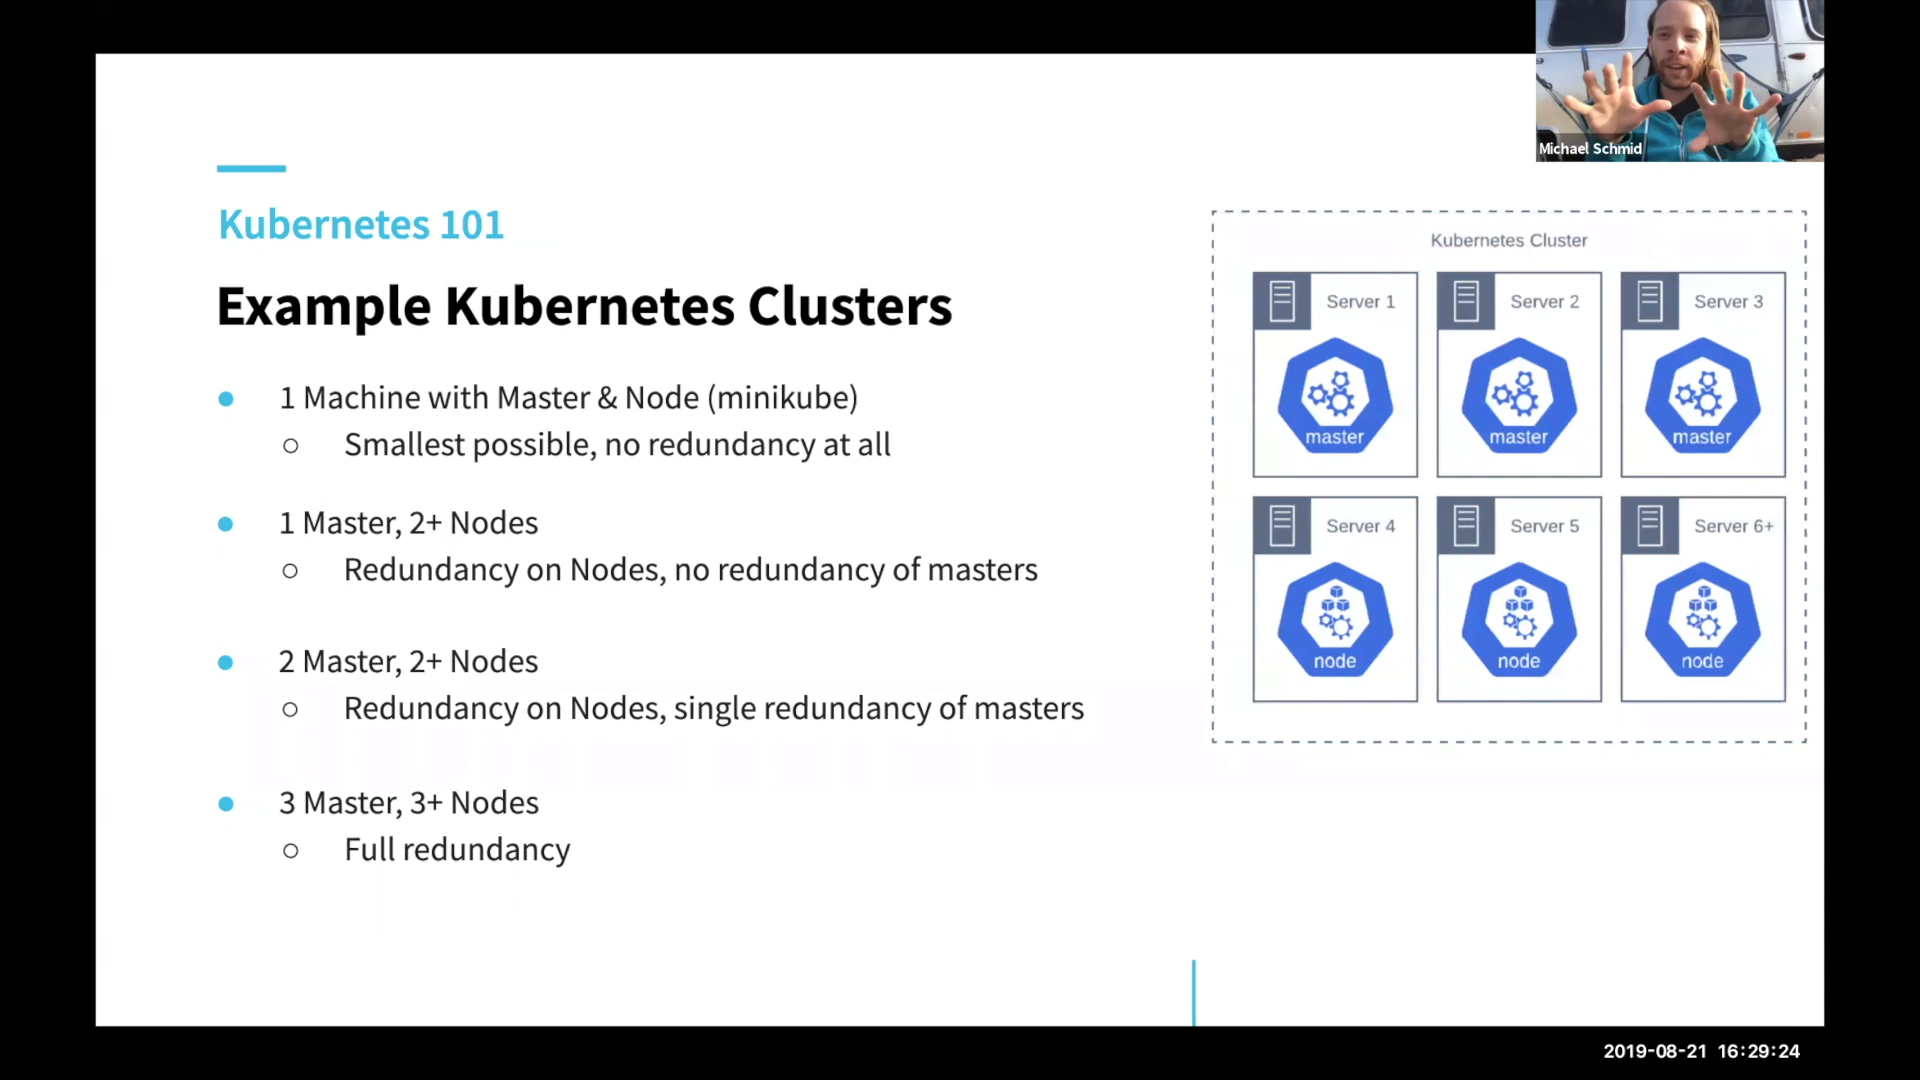 Michael Schmid
Kubernetes 101
Example Kubernetes Clusters
1 Machine with Master & Node (minikube)
Smallest possible, no redundancy at all
1 Master, 2+ Nodes
Redundancy on Nodes, no redundancy of masters
2 Master, 2+ Nodes
Redundancy on Nodes, single redundancy of masters
3 Master, 3+ Nodes
Full redundancy
Kubernetes Cluster
Server 1
master
Server 2
master
Server 3
master
Server 4
node
Server 5
node
Server 6+
node
2019-08-21 16:29:24